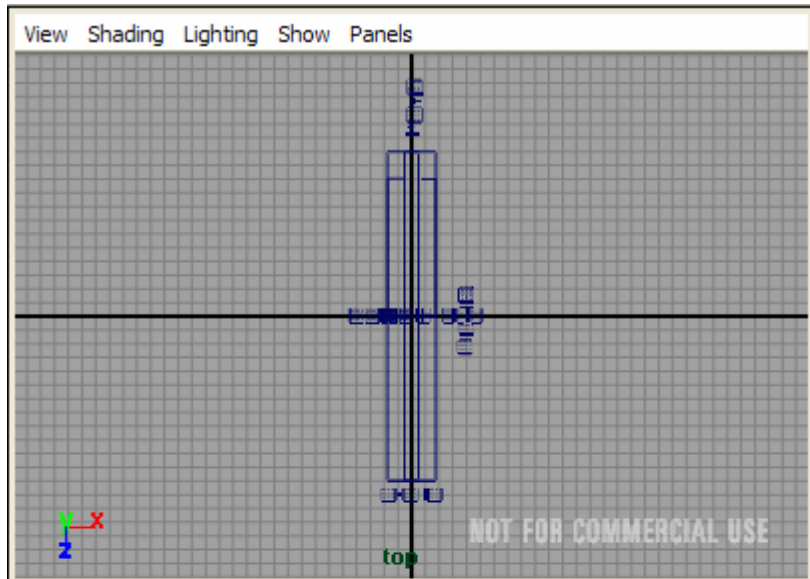 View Shading Lighting Show Panels
Y X
Z
NOT FOR COMMERCIAL USE
top